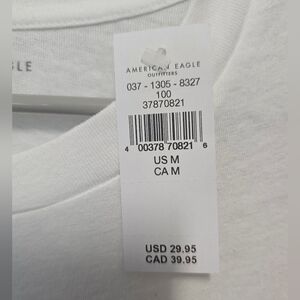 GLE
AMERICAN EAGLE
OUTFITTERS
037 - 1305 - 8327
100
37870821
4 00378 70821 6
US M
CA M
USD 29.95
CAD 39.95